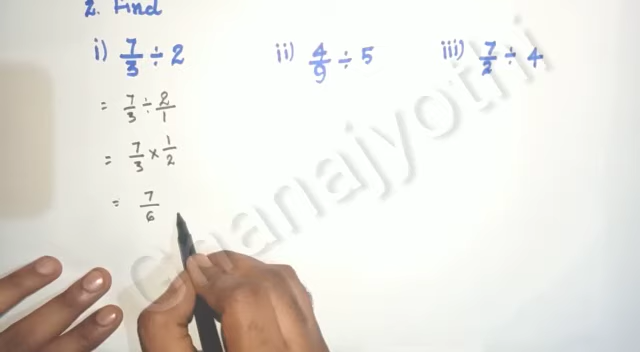 2. Find
i) 7/3 ÷ 2   ii) 4/9 ÷ 5   iii) 7/2 ÷ 4
= 7/3 ÷ 2/1
= 7/3 × 1/2
= 7/6
Gnanajyothi